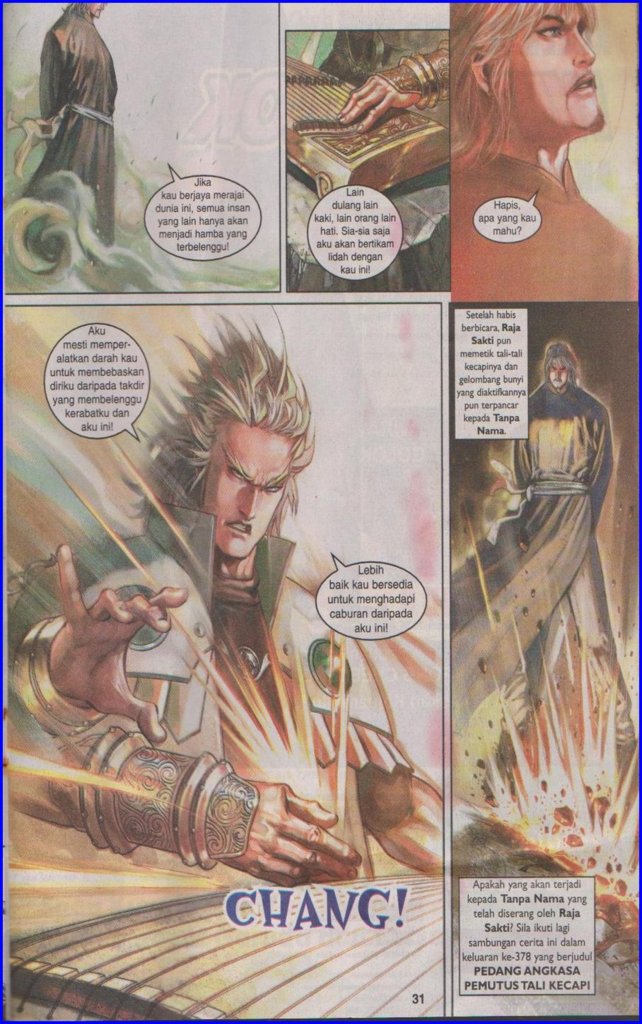 Jika
kau berjaya merajai
dunia ini, semua insan
yang lain hanya akan
menjadi hamba yang
terbelenggu!
Lain
dulang lain
kaki, lain orang lain
hati. Sia-sia saja
aku akan bertikam
lidah dengan
kau ini!
Hapis,
apa yang kau
mahu?
Aku
mesti memper-
alatkan darah kau
untuk membebaskan
diriku daripada takdir
yang membelenggu
kerabatku dan
aku ini!
Lebih
baik kau bersedia
untuk menghadapi
caburan daripada
aku ini!
CHANG!
Setelah habis
berbicara, Raja
Sakti pun
memetik tali-tali
kecapinya dan
gelombang bunyi
yang diaktifkannya
pun terpancar
kepada Tanpa
Nama.
Apakah yang akan terjadi
kepada Tanpa Nama yang
telah diserang oleh Raja
Sakti? Sila ikuti lagi
sambungan cerita ini dalam
keluaran ke-378 yang berjudul
PEDANG ANGKASA
PEMUTUS TALI KECAPI
31